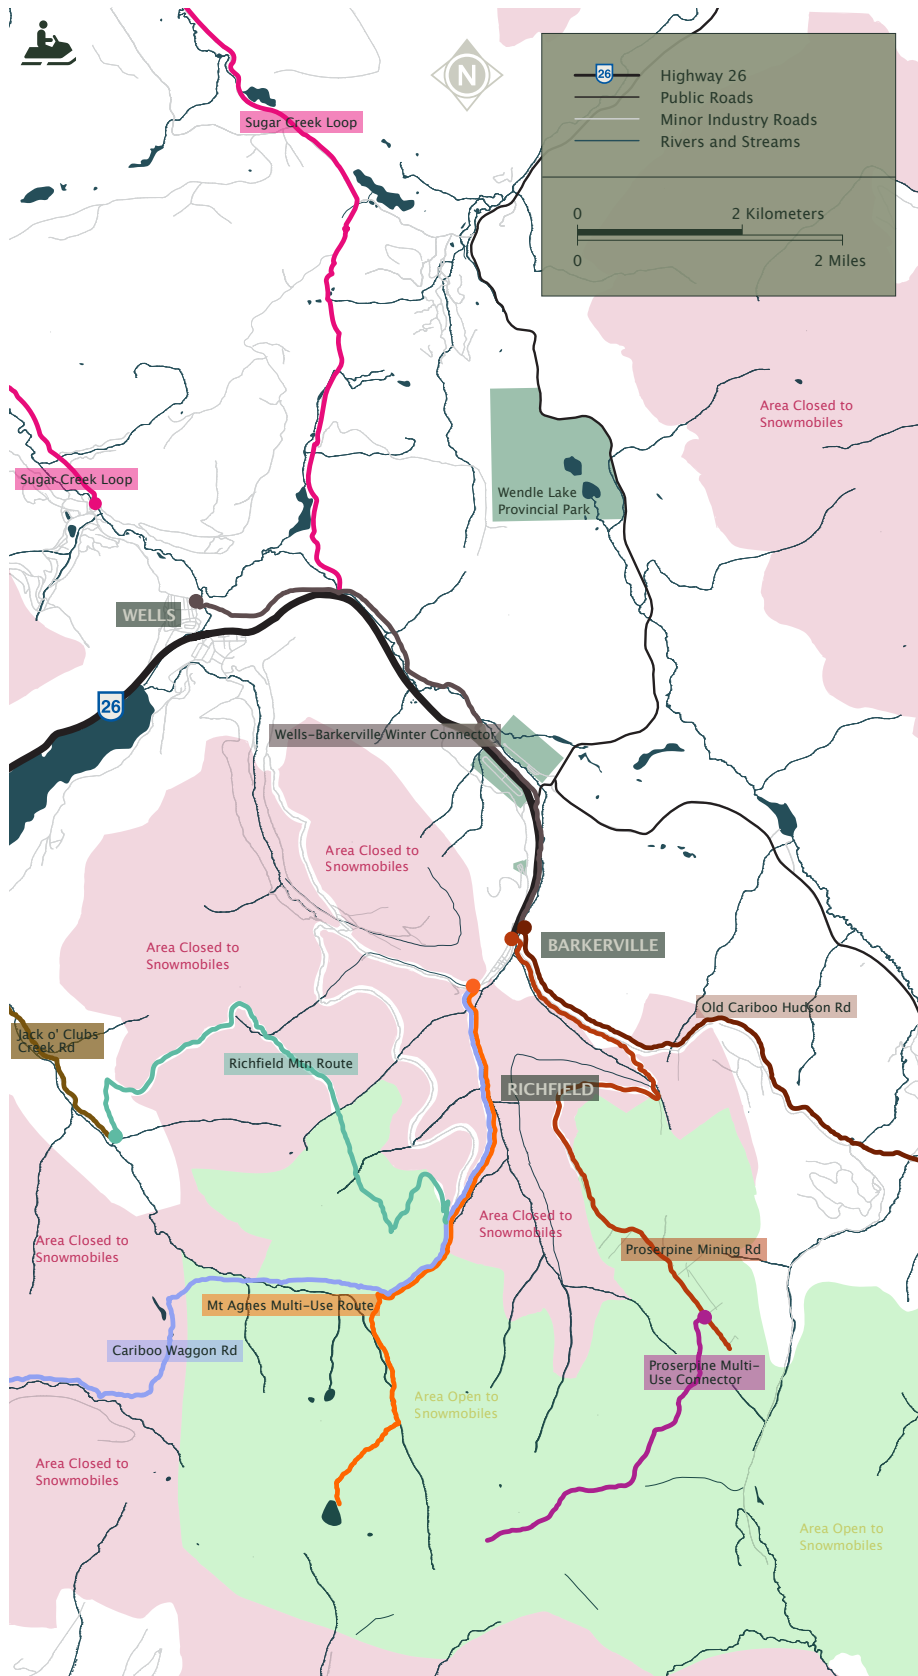 N
26
Highway 26
Public Roads
Sugar Creek Loop
Minor Industry Roads
Rivers and Streams
0
2 Kilometers
0
2 Miles
Area Closed to
Snowmobiles
Sugar Creek Loop
Wendle Lake
Provincial Park
WELLS
26
Wells-Barkerville Winter Connector
Area Closed to
Snowmobiles
Area Closed to
Snowmobiles
BARKERVILLE
Old Cariboo Hudson Rd
Jack o' Clubs
Creek Rd
Richfield Mtn Route
RICHFIELD
Area Closed to
Snowmobiles
Area Closed to
Snowmobiles
Proserpine Mining Rd
Mt Agnes Multi-Use Route
Cariboo Waggon Rd
Proserpine Multi-
Use Connector
Area Open to
Snowmobiles
Area Closed to
Snowmobiles
Area Open to
Snowmobiles